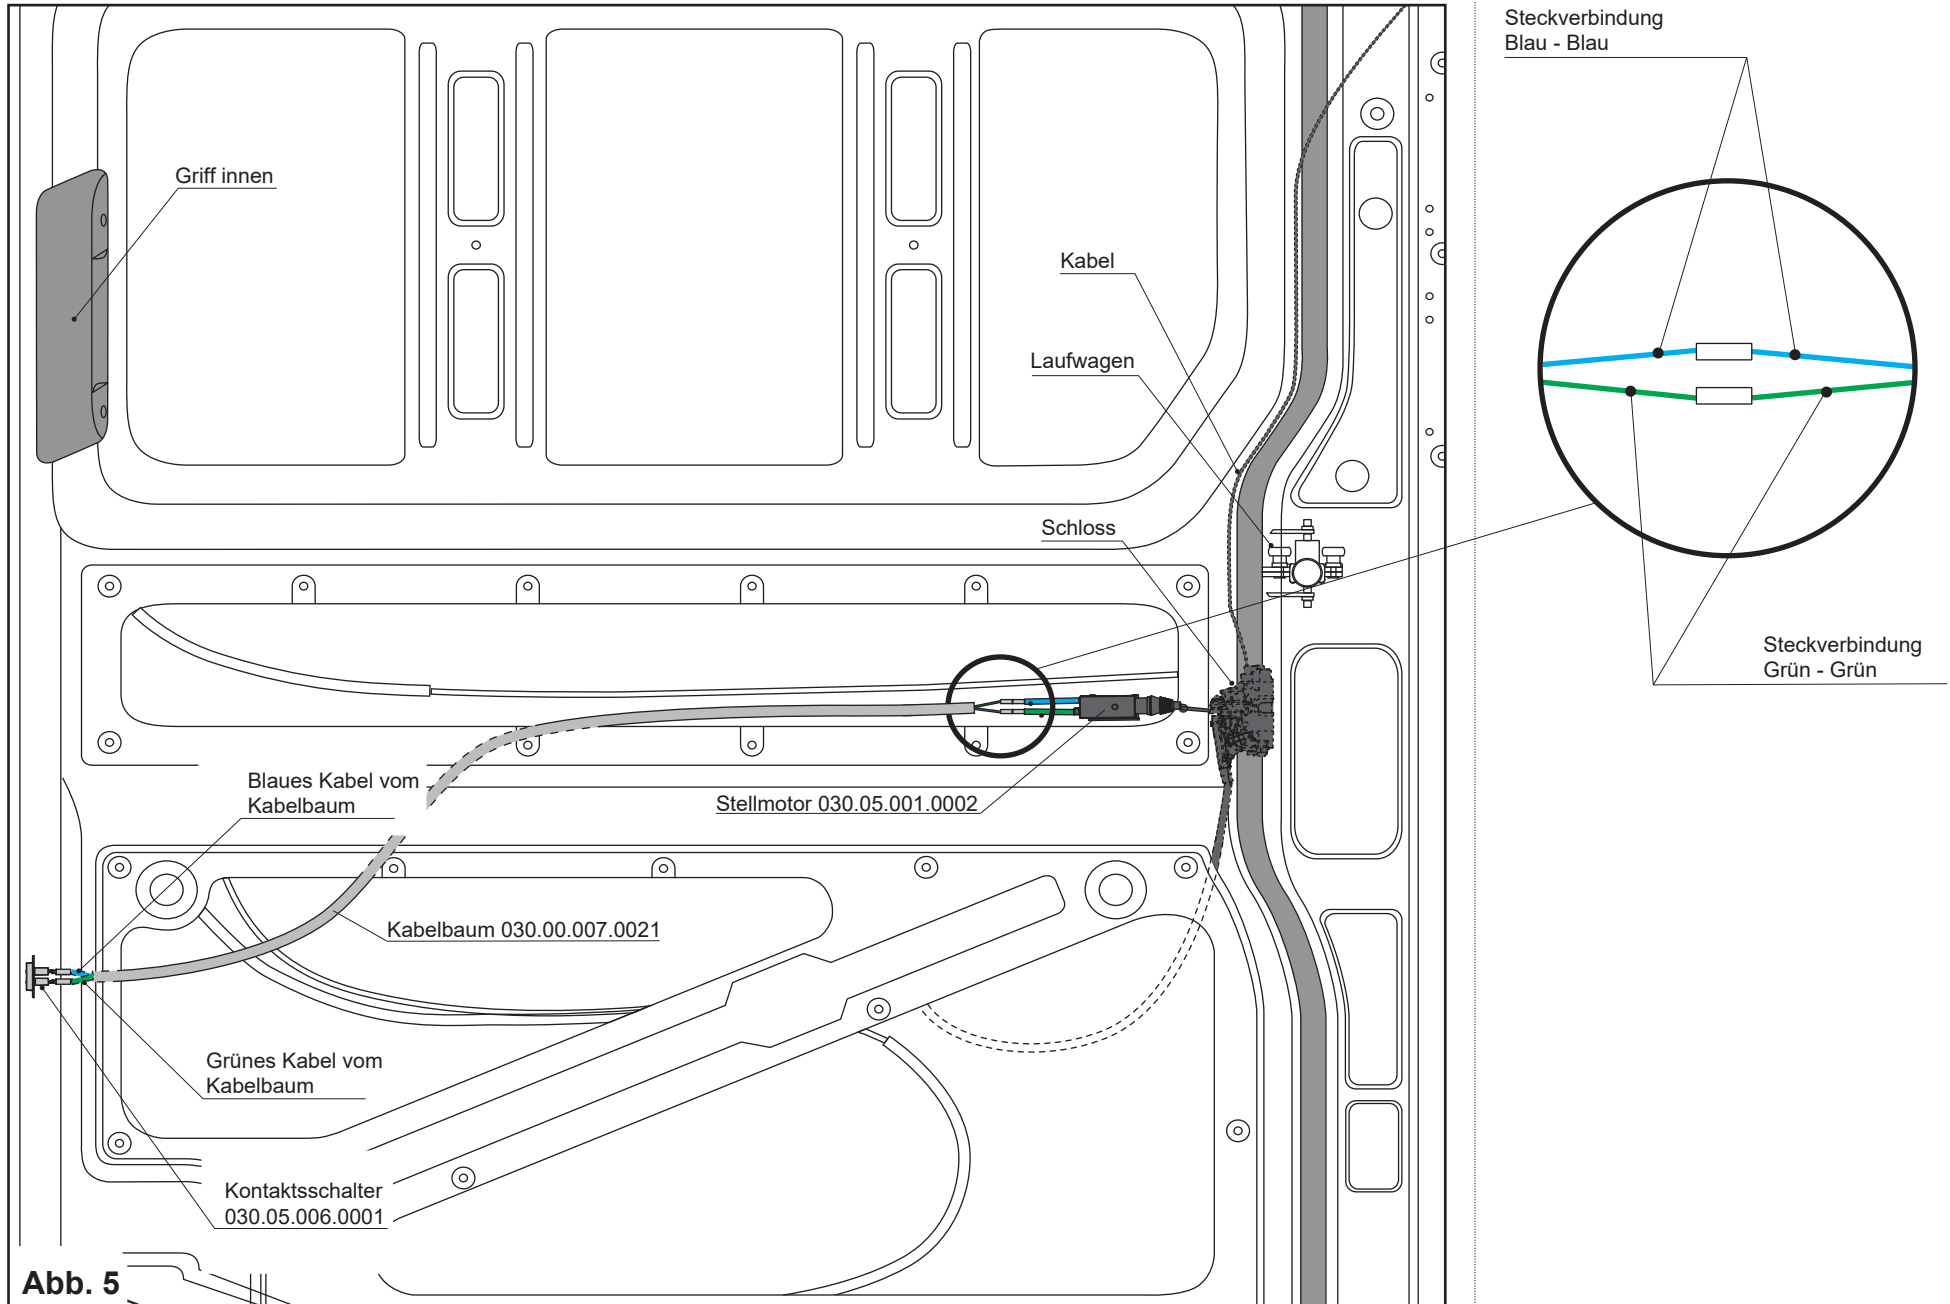 Steckverbindung
Blau - Blau
Griff innen
Kabel
Laufwagen
Schloss
Steckverbindung
Grün - Grün
Blaues Kabel vom
Kabelbaum
Stellmotor 030.05.001.0002
Kabelbaum 030.00.007.0021
Grünes Kabel vom
Kabelbaum
Kontaktsschalter
030.05.006.0001
Abb. 5